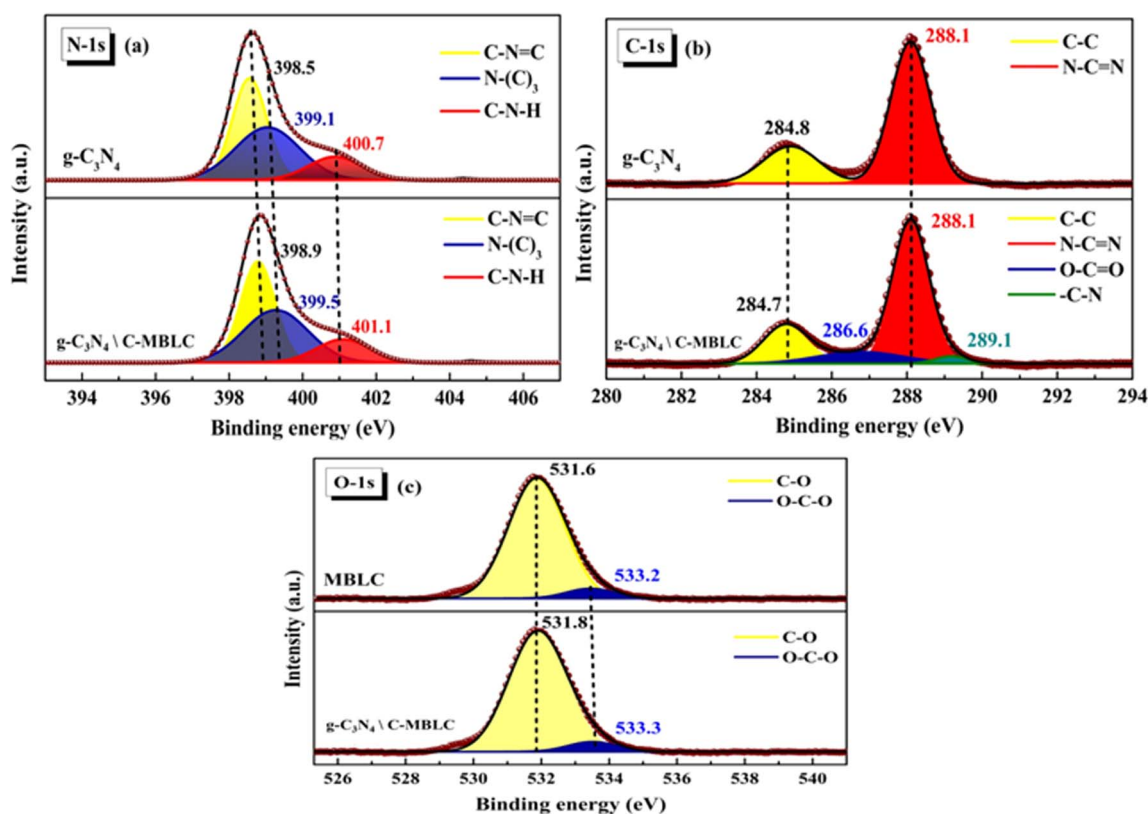 N-1s (a)
C-N=C
N-(C)₃
C-N-H
398.5
399.1
400.7
g-C₃N₄
C-N=C
N-(C)₃
C-N-H
398.9
399.5
401.1
g-C₃N₄ \ C-MBLC
394 396 398 400 402 404 406
Binding energy (eV)
Intensity (a.u.)
C-1s (b)
288.1
C-C
N-C=N
284.8
g-C₃N₄
288.1
C-C
N-C=N
O-C=O
-C-N
284.7
286.6
289.1
g-C₃N₄ \ C-MBLC
280 282 284 286 288 290 292 294
Binding energy (eV)
Intensity (a.u.)
O-1s (c)
531.6
C-O
O-C-O
533.2
MBLC
531.8
C-O
O-C-O
533.3
g-C₃N₄ \ C-MBLC
526 528 530 532 534 536 538 540
Binding energy (eV)
Intensity (a.u.)